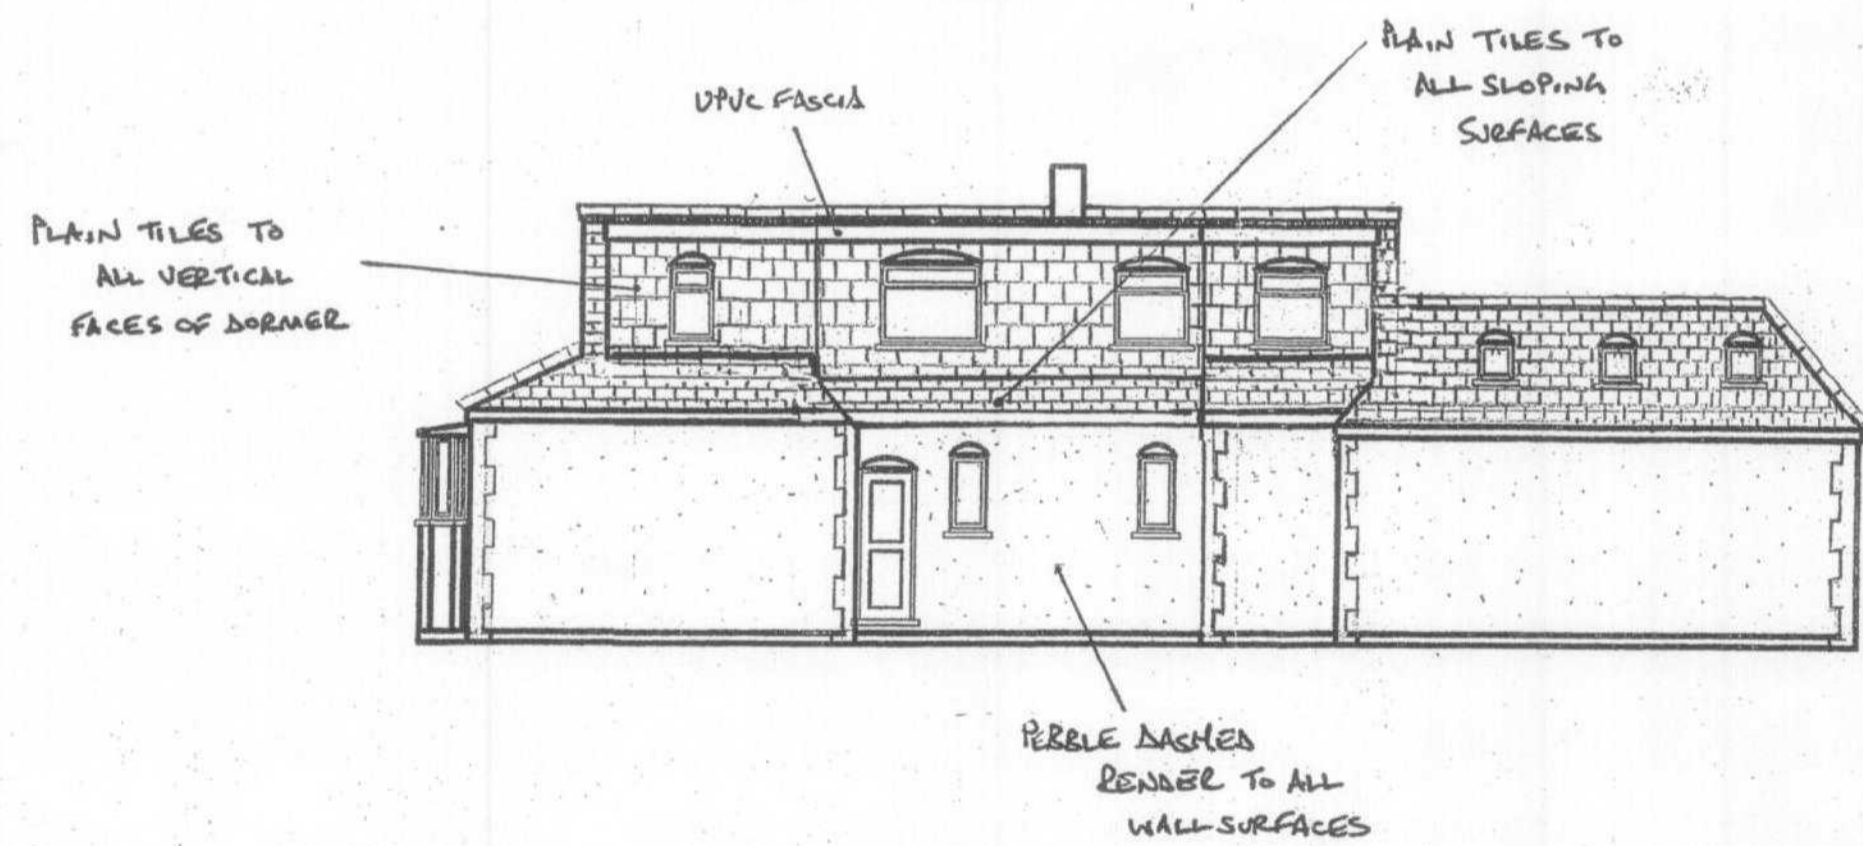 PLAIN TILES TO
ALL SLOPING
SURFACES
UPVC FASCIA
PLAIN TILES TO
ALL VERTICAL
FACES OF DORMER
PEBBLE DASHED
RENDER TO ALL
WALL SURFACES